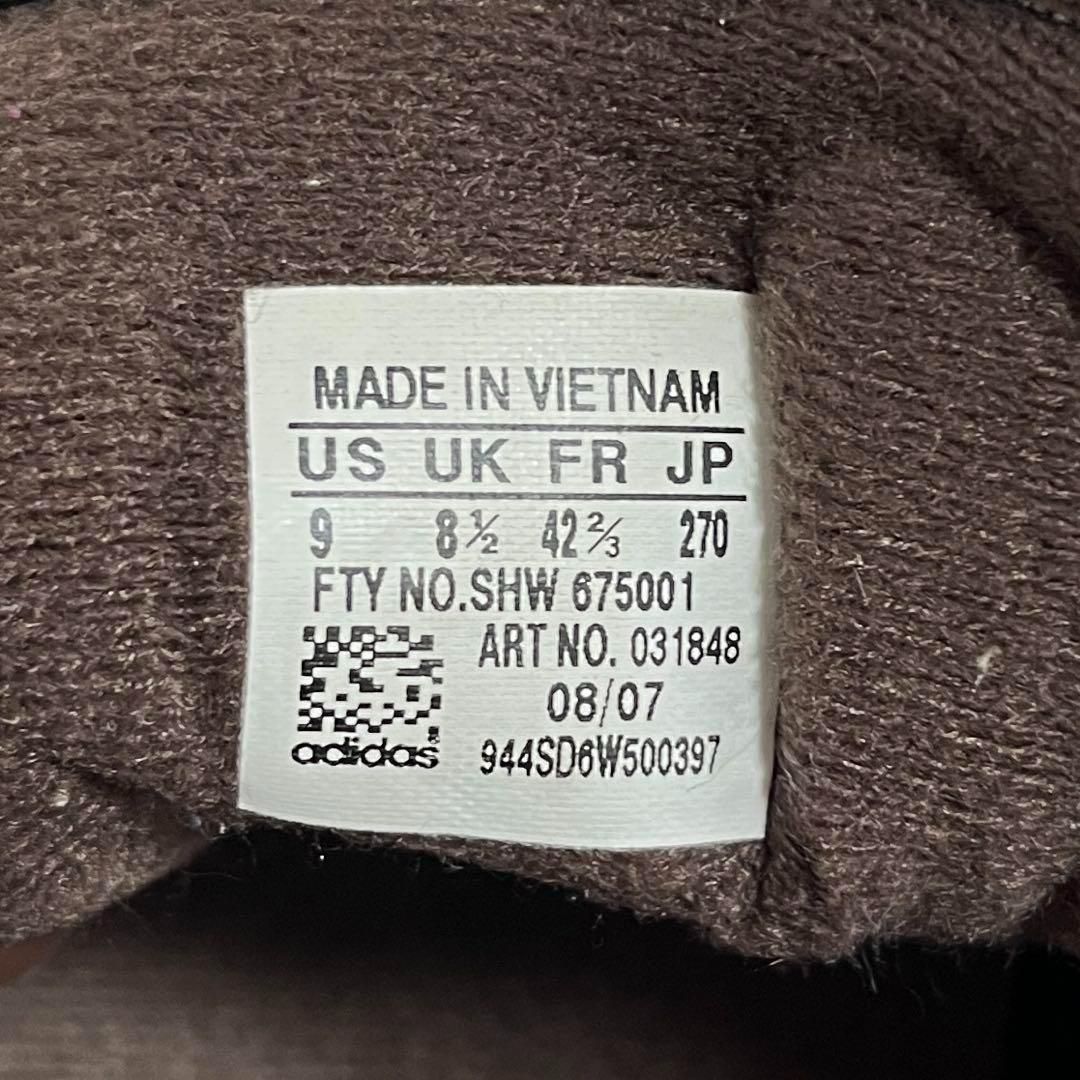 MADE IN VIETNAM
US UK FR JP
9 8½ 42⅔ 270
FTY NO.SHW 675001
ART NO. 031848
08/07
adidas® 944SD6W500397